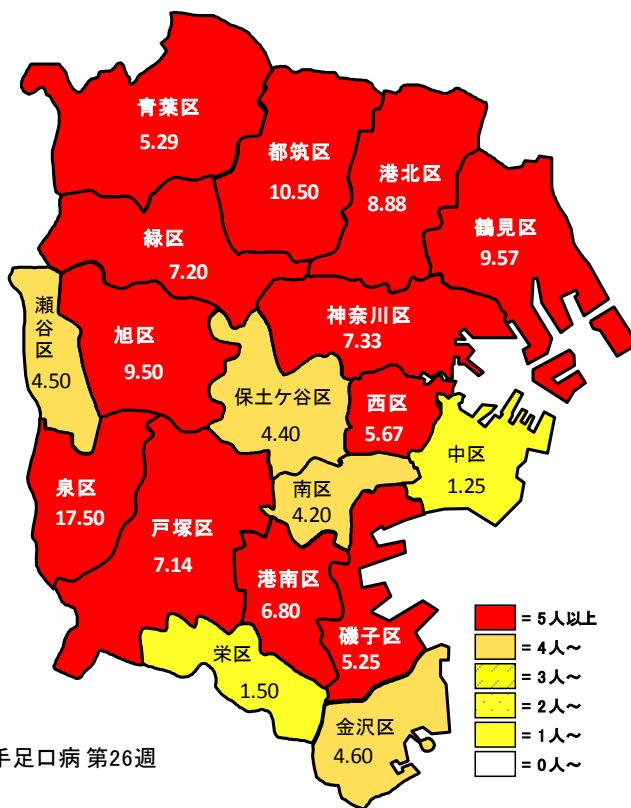 青葉区
5.29
都筑区
10.50
港北区
8.88
鶴見区
9.57
緑区
7.20
瀬谷区
4.50
旭区
9.50
神奈川区
7.33
保土ケ谷区
4.40
西区
5.67
中区
1.25
泉区
17.50
戸塚区
7.14
南区
4.20
港南区
6.80
磯子区
5.25
栄区
1.50
金沢区
4.60
= 5人以上
= 4人～
= 3人～
= 2人～
= 1人～
= 0人～
手足口病 第26週